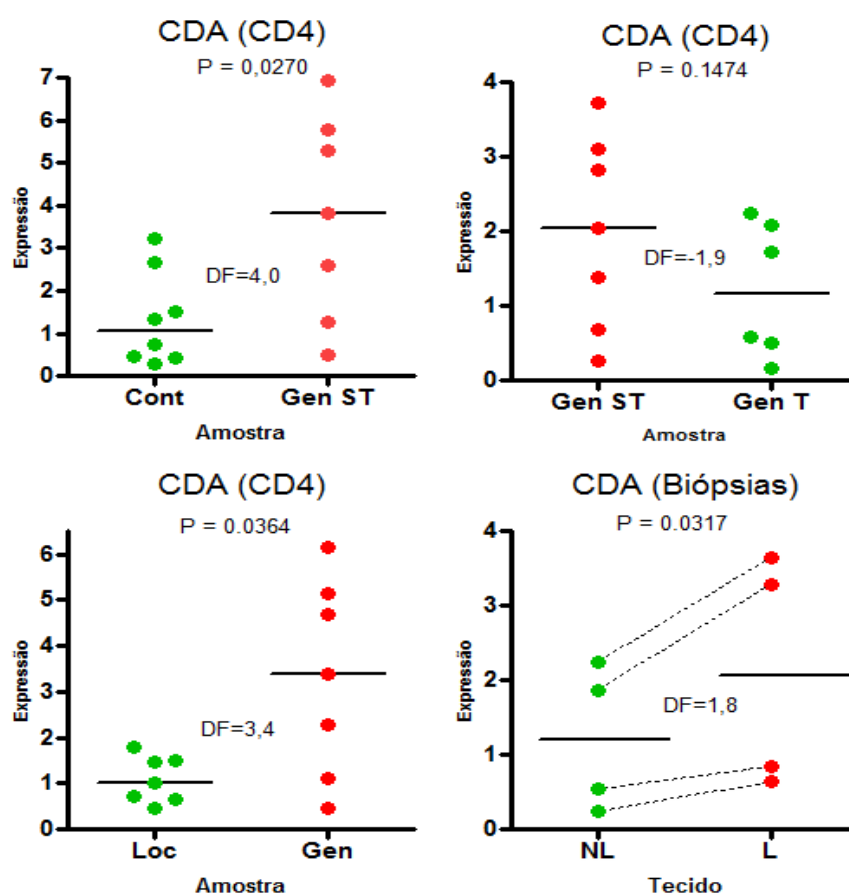 CDA (CD4)
P = 0,0270
Expressão
7
6
5
4
3
2
1
0
DF=4,0
Cont Gen ST
Amostra
CDA (CD4)
P = 0.1474
Expressão
4
3
2
1
0
DF=-1,9
Gen ST Gen T
Amostra
CDA (CD4)
P = 0.0364
Expressão
6
5
4
3
2
1
0
DF=3,4
Loc Gen
Amostra
CDA (Biópsias)
P = 0.0317
Expressão
4
3
2
1
0
DF=1,8
NL L
Tecido